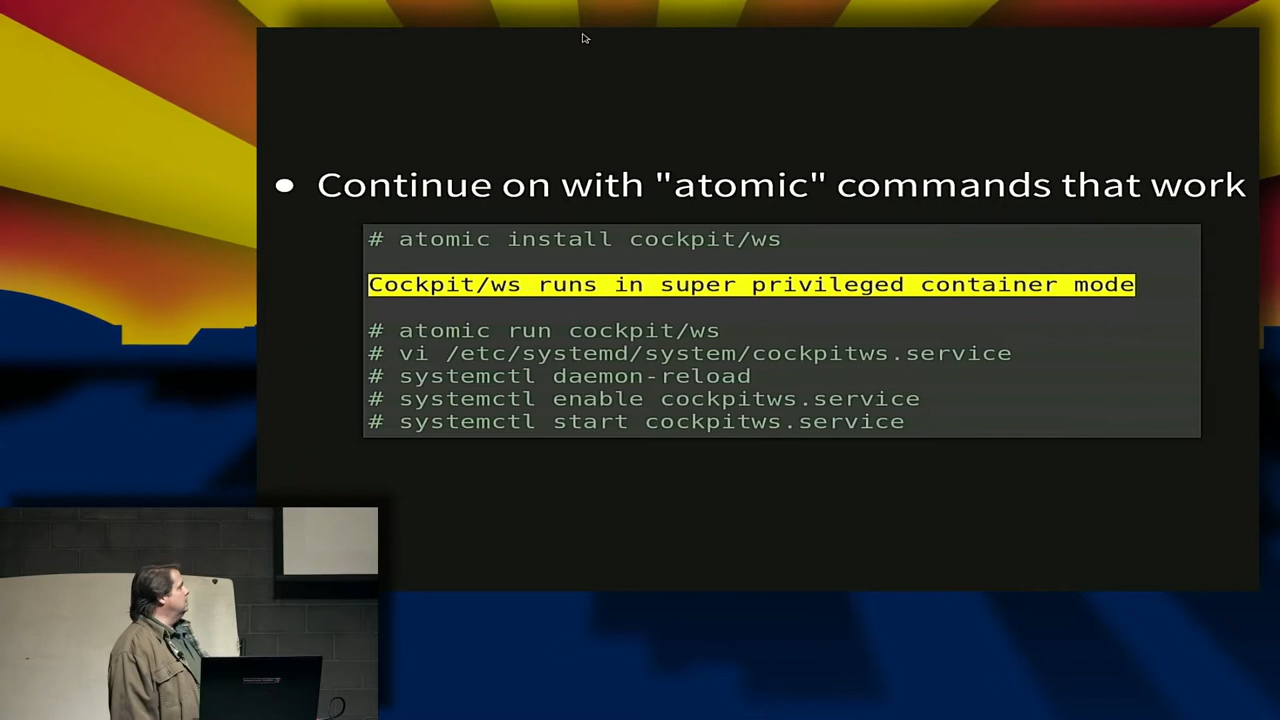 • Continue on with "atomic" commands that work
# atomic install cockpit/ws
Cockpit/ws runs in super privileged container mode
# atomic run cockpit/ws
# vi /etc/systemd/system/cockpitws.service
# systemctl daemon-reload
# systemctl enable cockpitws.service
# systemctl start cockpitws.service